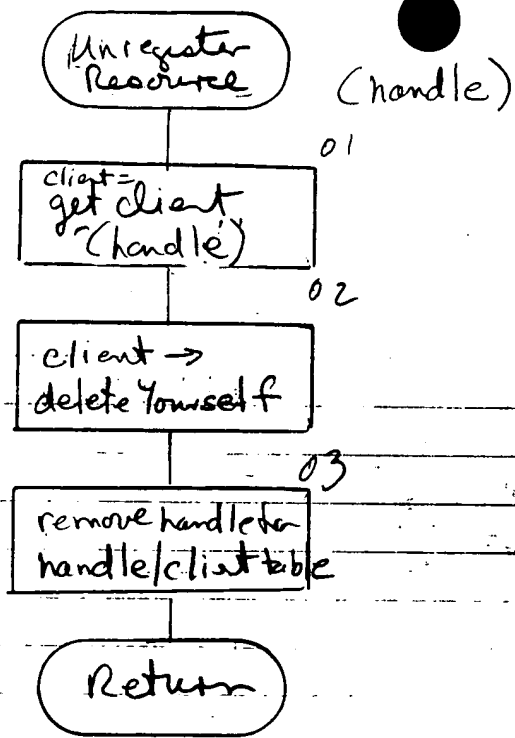 Unregister
Resource
(handle)
01
client =
get client
(handle)
02
client →
delete Yourself
03
remove handle for
handle/client table
Return